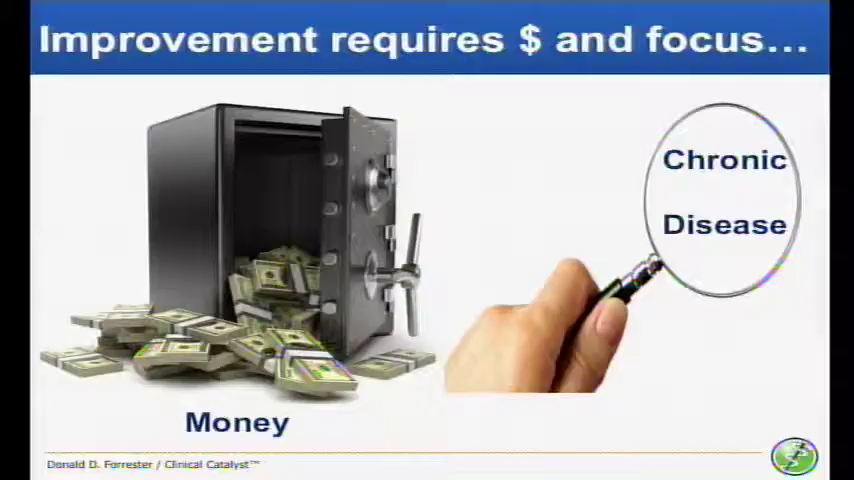 Improvement requires $ and focus...
Chronic
Disease
Money
Donald D. Forrester / Clinical Catalyst™